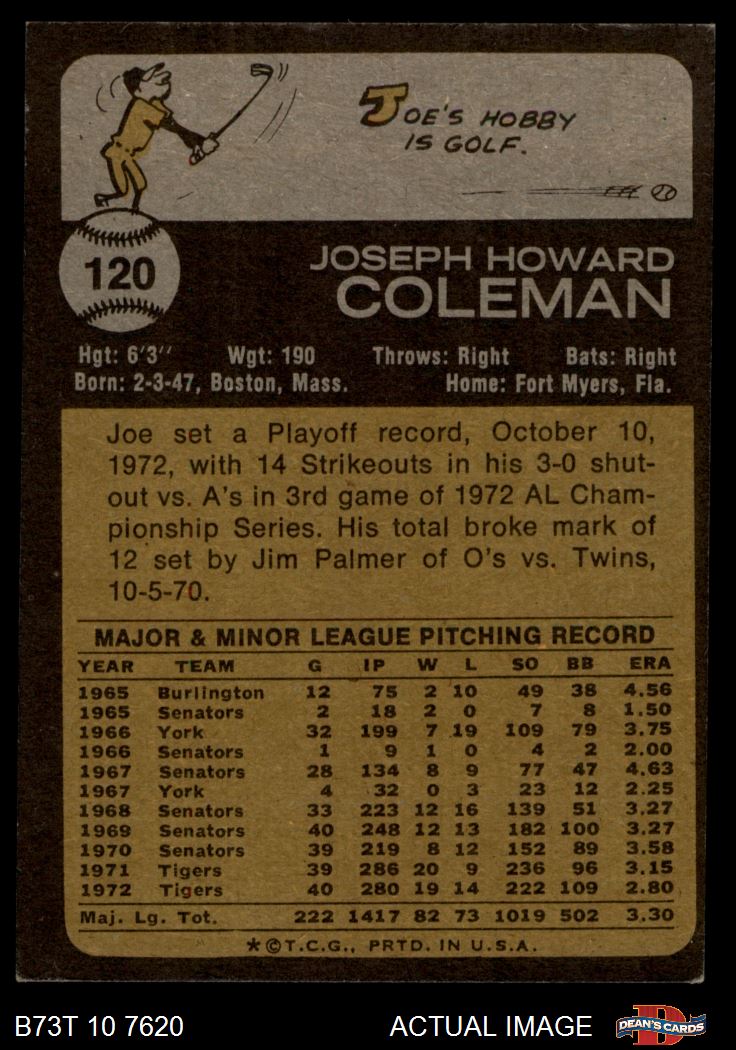 JOE'S HOBBY
IS GOLF.
120
JOSEPH HOWARD
COLEMAN
Hgt: 6'3'' Wgt: 190 Throws: Right Bats: Right
Born: 2-3-47, Boston, Mass. Home: Fort Myers, Fla.
Joe set a Playoff record, October 10,
1972, with 14 Strikeouts in his 3-0 shut-
out vs. A's in 3rd game of 1972 AL Cham-
pionship Series. His total broke mark of
12 set by Jim Palmer of O's vs. Twins,
10-5-70.
MAJOR & MINOR LEAGUE PITCHING RECORD
YEAR TEAM G IP W L SO BB ERA
1965 Burlington 12 75 2 10 49 38 4.56
1965 Senators 2 18 2 0 7 8 1.50
1966 York 32 199 7 19 109 79 3.75
1966 Senators 1 9 1 0 4 2 2.00
1967 Senators 28 134 8 9 77 47 4.63
1967 York 4 32 0 3 23 12 2.25
1968 Senators 33 223 12 16 139 51 3.27
1969 Senators 40 248 12 13 182 100 3.27
1970 Senators 39 219 8 12 152 89 3.58
1971 Tigers 39 286 20 9 236 96 3.15
1972 Tigers 40 280 19 14 222 109 2.80
Maj. Lg. Tot. 222 1417 82 73 1019 502 3.30
*©T.C.G., PRTD. IN U.S.A.
B73T 10 7620 ACTUAL IMAGE D DEAN'S CARDS